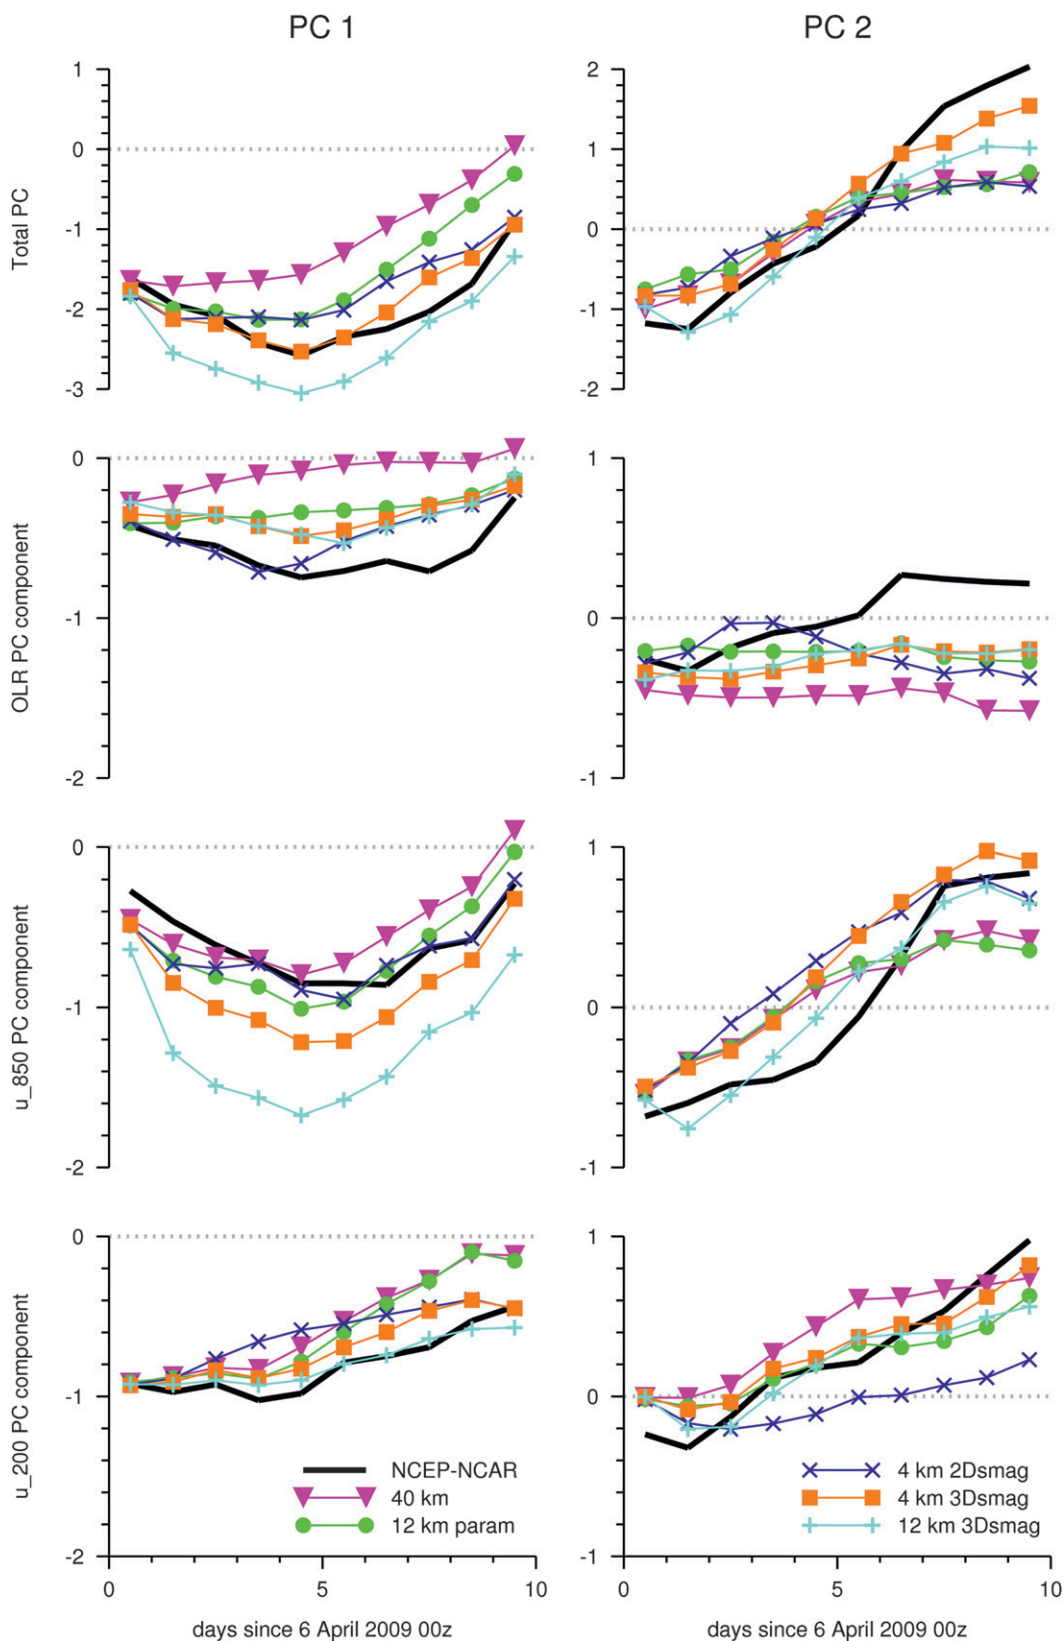 PC 1
PC 2
Total PC
1
0
-1
-2
-3
2
1
0
-1
-2
OLR PC component
0
-1
-2
1
0
-1
u_850 PC component
0
-1
-2
1
0
-1
u_200 PC component
0
-1
-2
1
0
-1
NCEP-NCAR
40 km
12 km param
4 km 2Dsmag
4 km 3Dsmag
12 km 3Dsmag
0 5 10
0 5 10
days since 6 April 2009 00z
days since 6 April 2009 00z